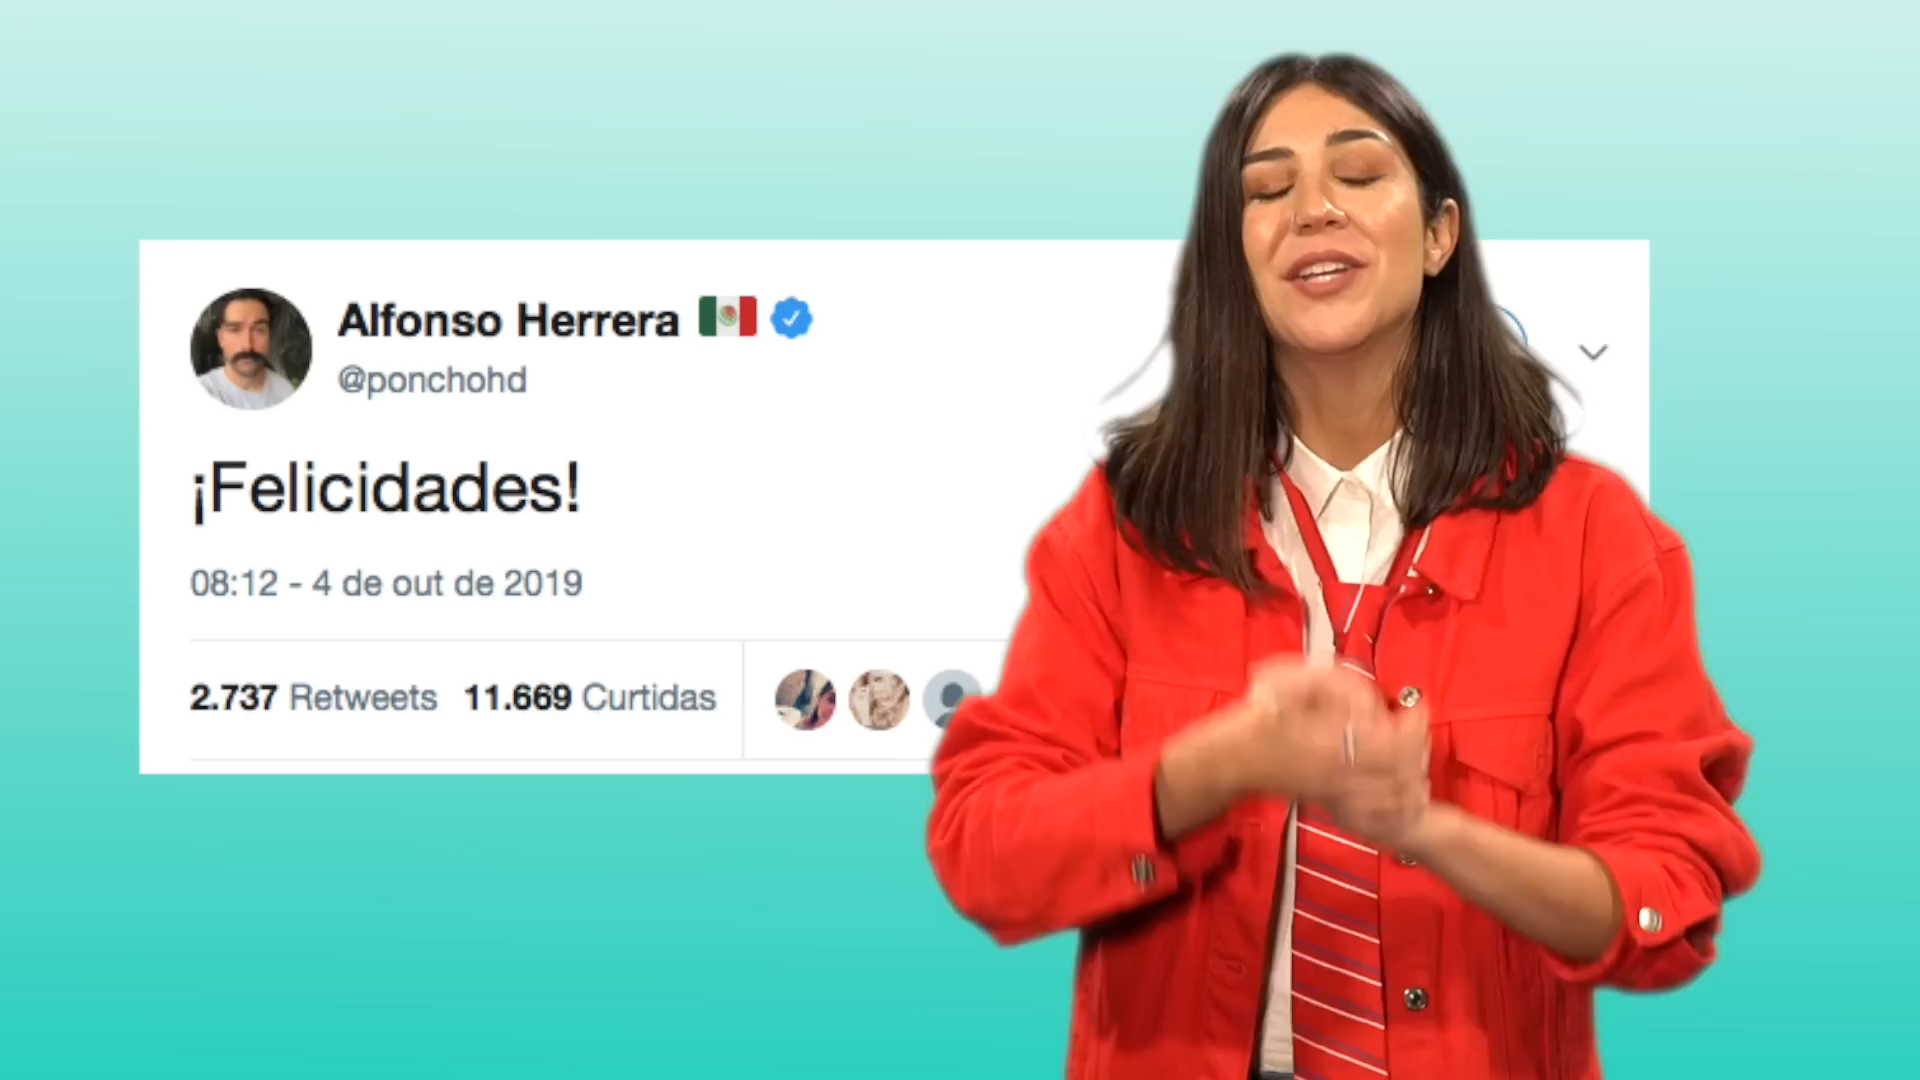 Alfonso Herrera
@ponchohd
¡Felicidades!
08:12 - 4 de out de 2019
2.737 Retweets 11.669 Curtidas